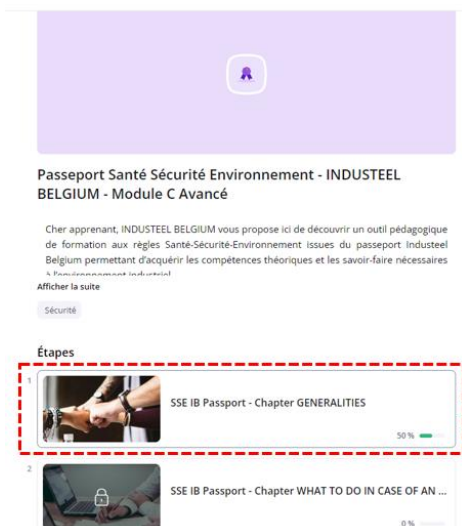 Passeport Santé Sécurité Environnement - INDUSTEEL
BELGIUM - Module C Avancé
Cher apprenant, INDUSTEEL BELGIUM vous propose ici de découvrir un outil pédagogique
de formation aux règles Santé-Sécurité-Environnement issues du passeport Industeel
Belgium permettant d'acquérir les compétences théoriques et les savoir-faire nécessaires
à l'environnement industriel
Afficher la suite
Sécurité
Étapes
1
SSE IB Passport - Chapter GENERALITIES
50 %
2
SSE IB Passport - Chapter WHAT TO DO IN CASE OF AN ...
0 %